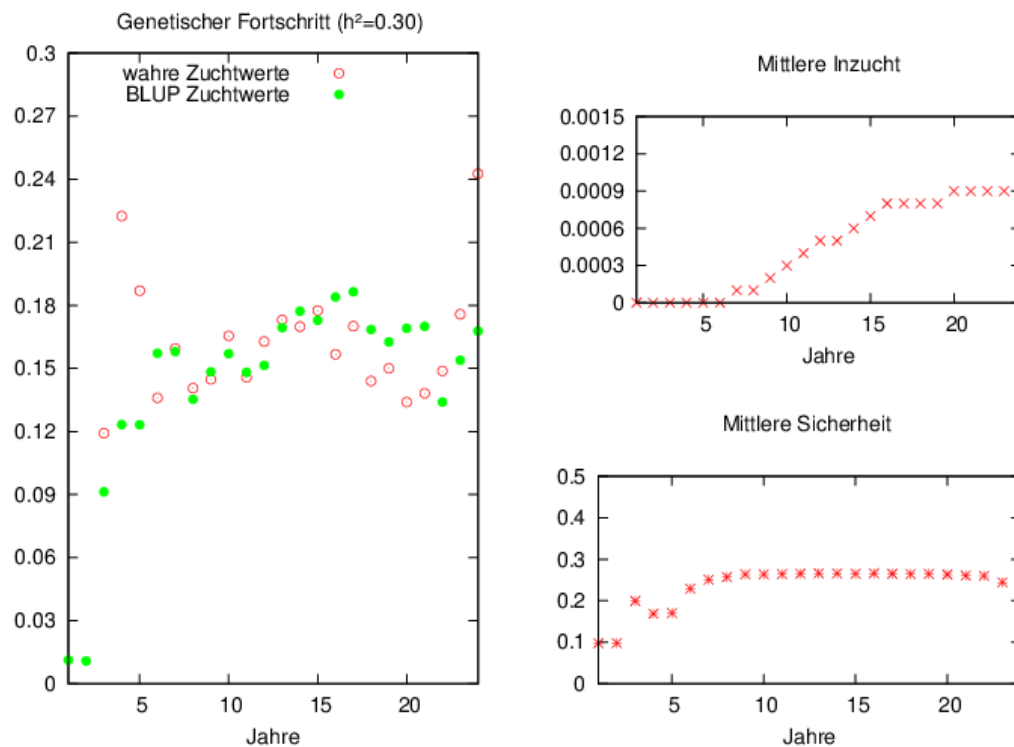 Genetischer Fortschritt (h²=0.30)
0.3
0.27
0.24
0.21
0.18
0.15
0.12
0.09
0.06
0.03
0
wahre Zuchtwerte
BLUP Zuchtwerte
5 10 15 20
Jahre
Mittlere Inzucht
0.0015
0.0012
0.0009
0.0006
0.0003
0
5 10 15 20
Jahre
Mittlere Sicherheit
0.5
0.4
0.3
0.2
0.1
0
5 10 15 20
Jahre